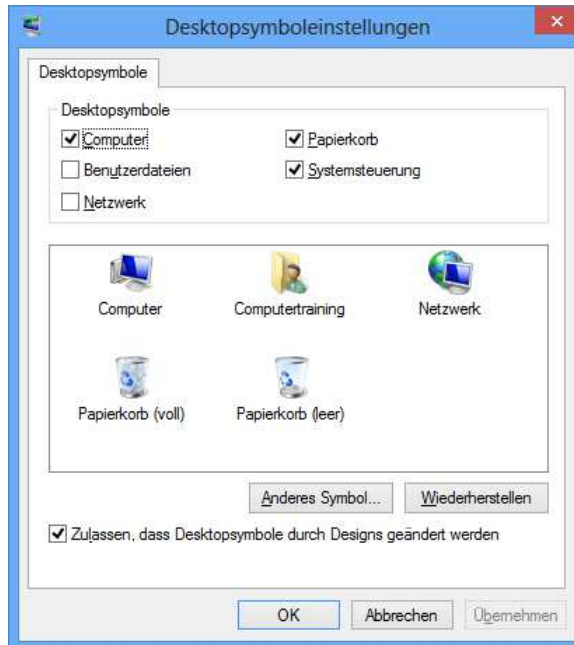 Desktopsymboleinstellungen
Desktopsymbole
Desktopsymbole
Computer
Papierkorb
Benutzerdateien
Systemsteuerung
Netzwerk
Computer
Computertraining
Netzwerk
Papierkorb (voll)
Papierkorb (leer)
Anderes Symbol...
Wiederherstellen
Zulassen, dass Desktopsymbole durch Designs geändert werden
OK
Abbrechen
Übernehmen